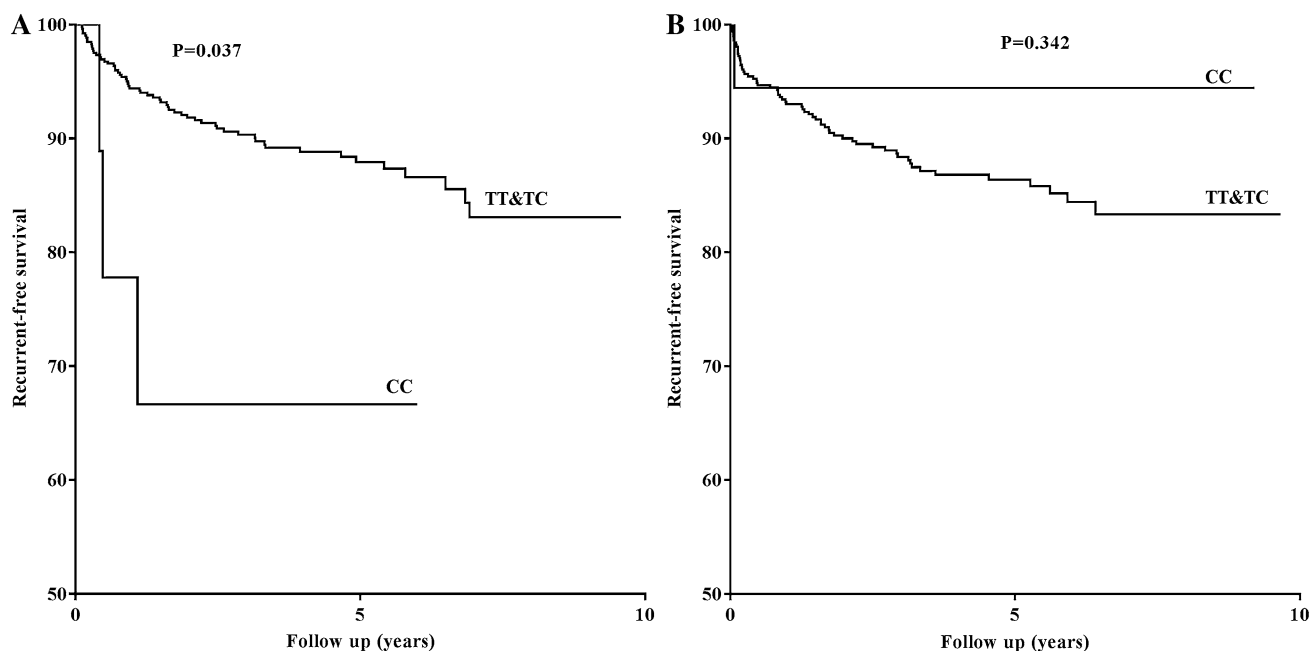 A
P=0.037
100
90
80
70
60
50
0
5
10
TT&TC
CC
Recurrent-free survival
Follow up (years)
B
P=0.342
100
90
80
70
60
50
0
5
10
CC
TT&TC
Recurrent-free survival
Follow up (years)